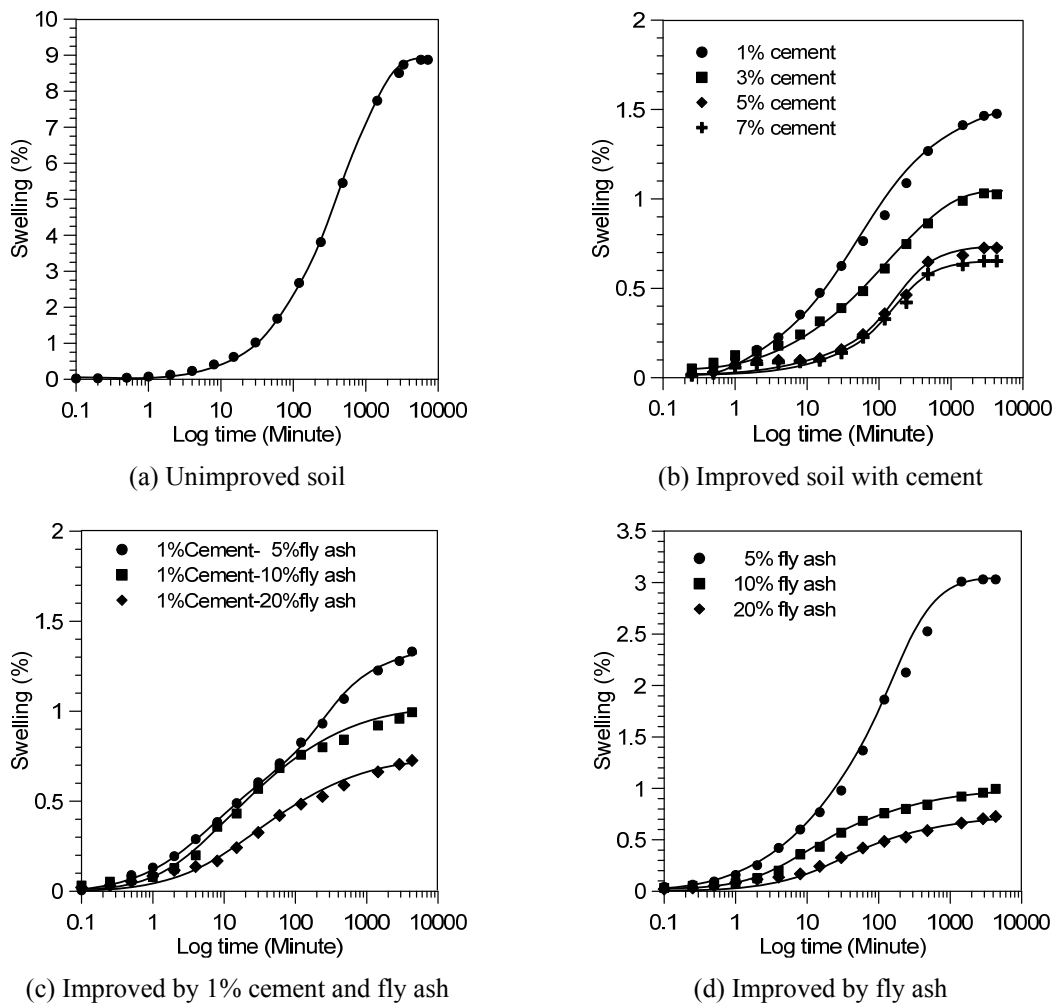 10
9
8
7
6
5
4
3
2
1
0
Swelling (%)
0.1 1 10 100 1000 10000
Log time (Minute)
(a) Unimproved soil
2
1.5
1
0.5
0
Swelling (%)
1% cement
3% cement
5% cement
7% cement
0.1 1 10 100 1000 10000
Log time (Minute)
(b) Improved soil with cement
2
1.5
1
0.5
0
Swelling (%)
1%Cement- 5%fly ash
1%Cement-10%fly ash
1%Cement-20%fly ash
0.1 1 10 100 1000 10000
Log time (Minute)
(c) Improved by 1% cement and fly ash
3.5
3
2.5
2
1.5
1
0.5
0
Swelling (%)
5% fly ash
10% fly ash
20% fly ash
0.1 1 10 100 1000 10000
Log time (Minute)
(d) Improved by fly ash